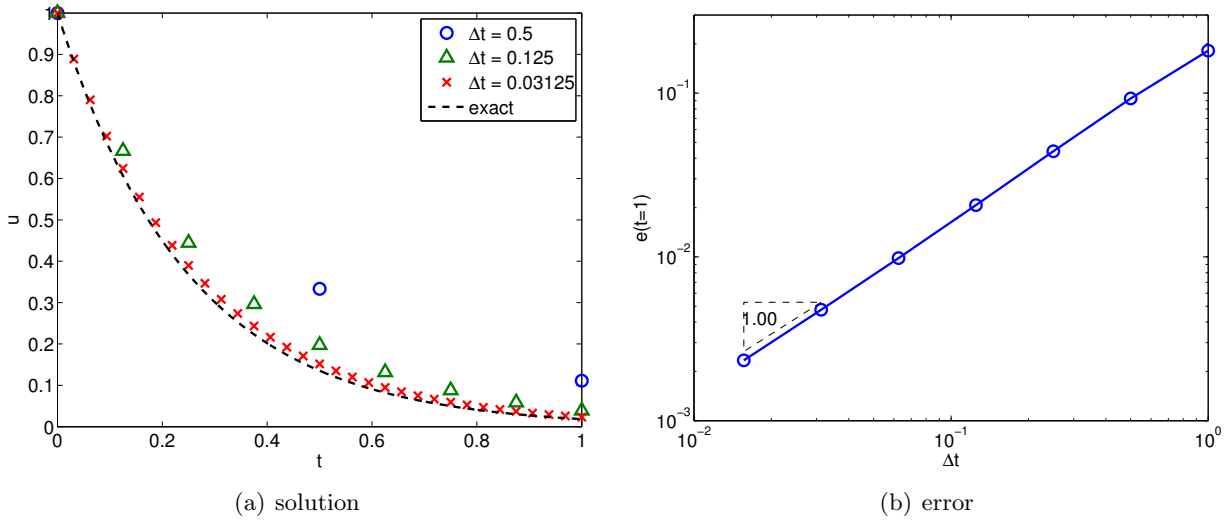 1
0.9
0.8
0.7
0.6
0.5
0.4
0.3
0.2
0.1
0
u
0 0.2 0.4 0.6 0.8 1
t
Δt = 0.5
Δt = 0.125
Δt = 0.03125
exact
(a) solution
10⁻¹
10⁻²
10⁻³
e(t=1)
1.00
10⁻² 10⁻¹ 10⁰
Δt
(b) error